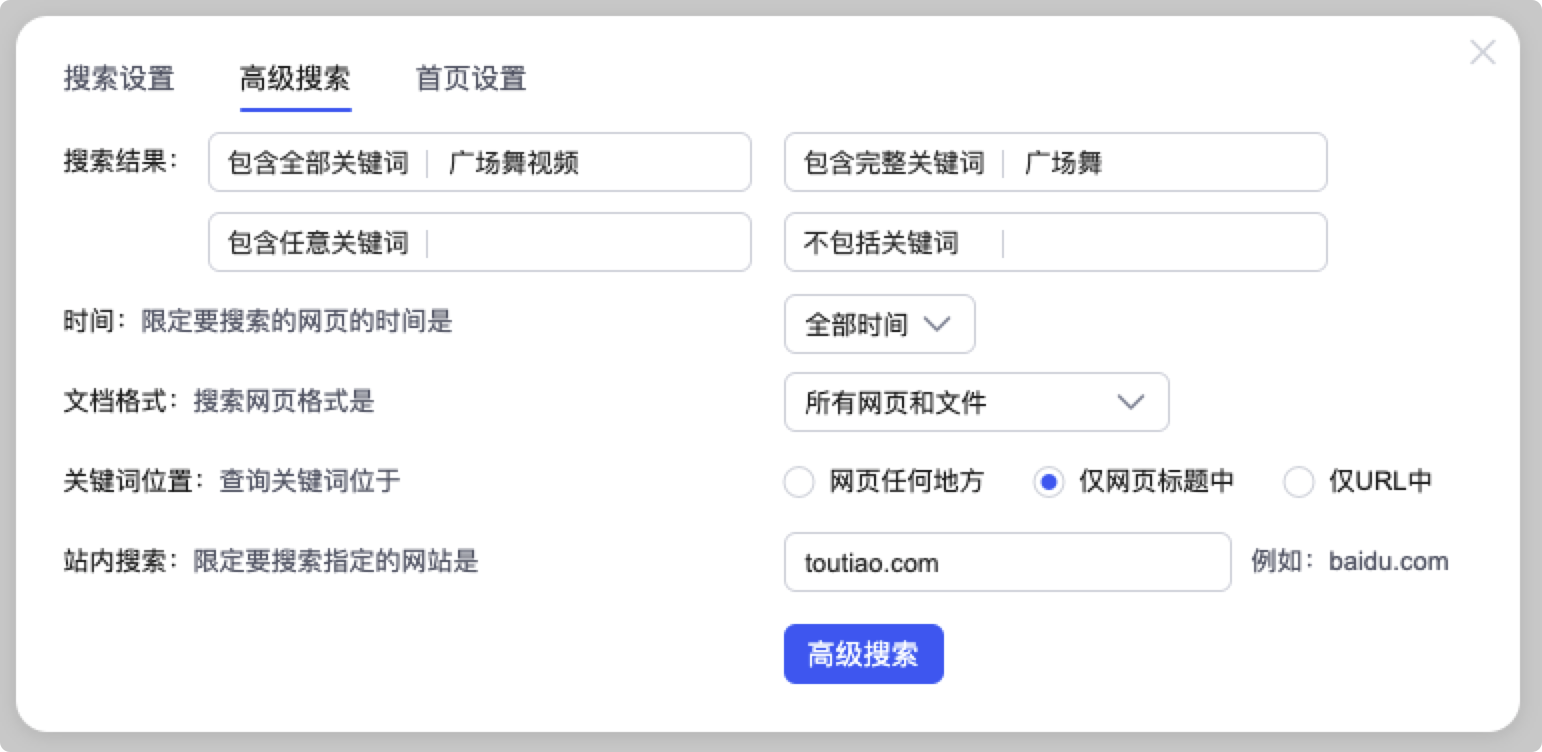 搜索设置 高级搜索 首页设置
搜索结果： 包含全部关键词 广场舞视频 包含完整关键词 广场舞
包含任意关键词 不包括关键词
时间：限定要搜索的网页的时间是 全部时间
文档格式：搜索网页格式是 所有网页和文件
关键词位置：查询关键词位于 网页任何地方 仅网页标题中 仅URL中
站内搜索：限定要搜索指定的网站是 toutiao.com 例如：baidu.com
高级搜索